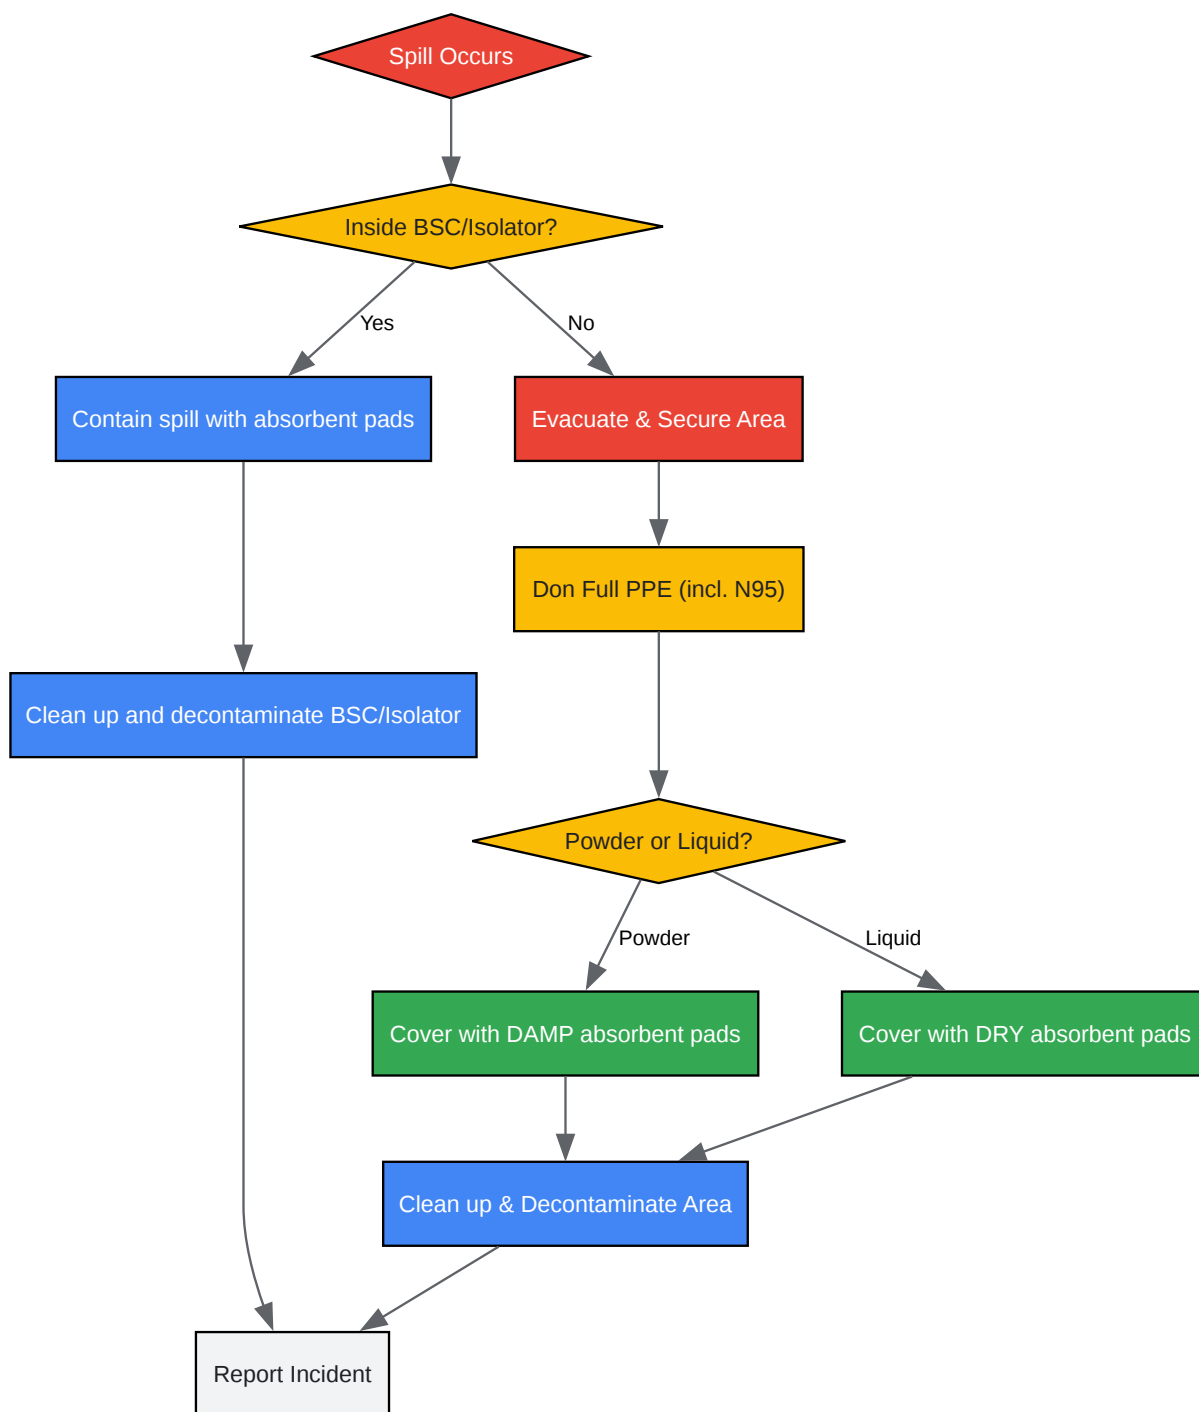 Spill Occurs
Inside BSC/Isolator?
Yes
No
Contain spill with absorbent pads
Evacuate & Secure Area
Don Full PPE (incl. N95)
Clean up and decontaminate BSC/Isolator
Powder or Liquid?
Powder
Liquid
Cover with DAMP absorbent pads
Cover with DRY absorbent pads
Clean up & Decontaminate Area
Report Incident